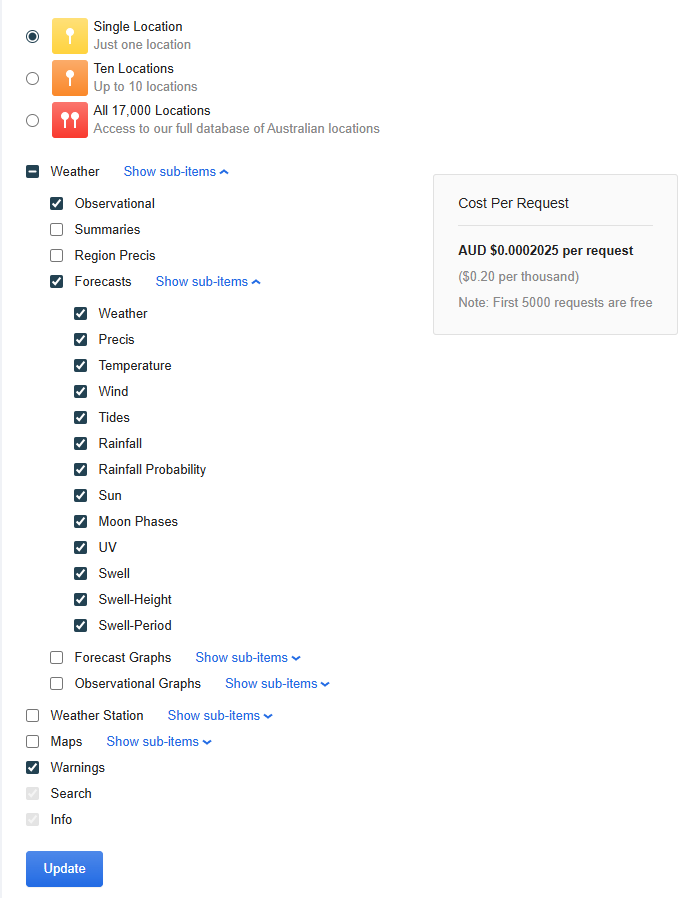 Single Location
Just one location
Ten Locations
Up to 10 locations
All 17,000 Locations
Access to our full database of Australian locations
Weather Show sub-items
Observational
Summaries
Region Precis
Forecasts Show sub-items
Weather
Precis
Temperature
Wind
Tides
Rainfall
Rainfall Probability
Sun
Moon Phases
UV
Swell
Swell-Height
Swell-Period
Forecast Graphs Show sub-items
Observational Graphs Show sub-items
Weather Station Show sub-items
Maps Show sub-items
Warnings
Search
Info
Update
Cost Per Request
AUD $0.0002025 per request
($0.20 per thousand)
Note: First 5000 requests are free